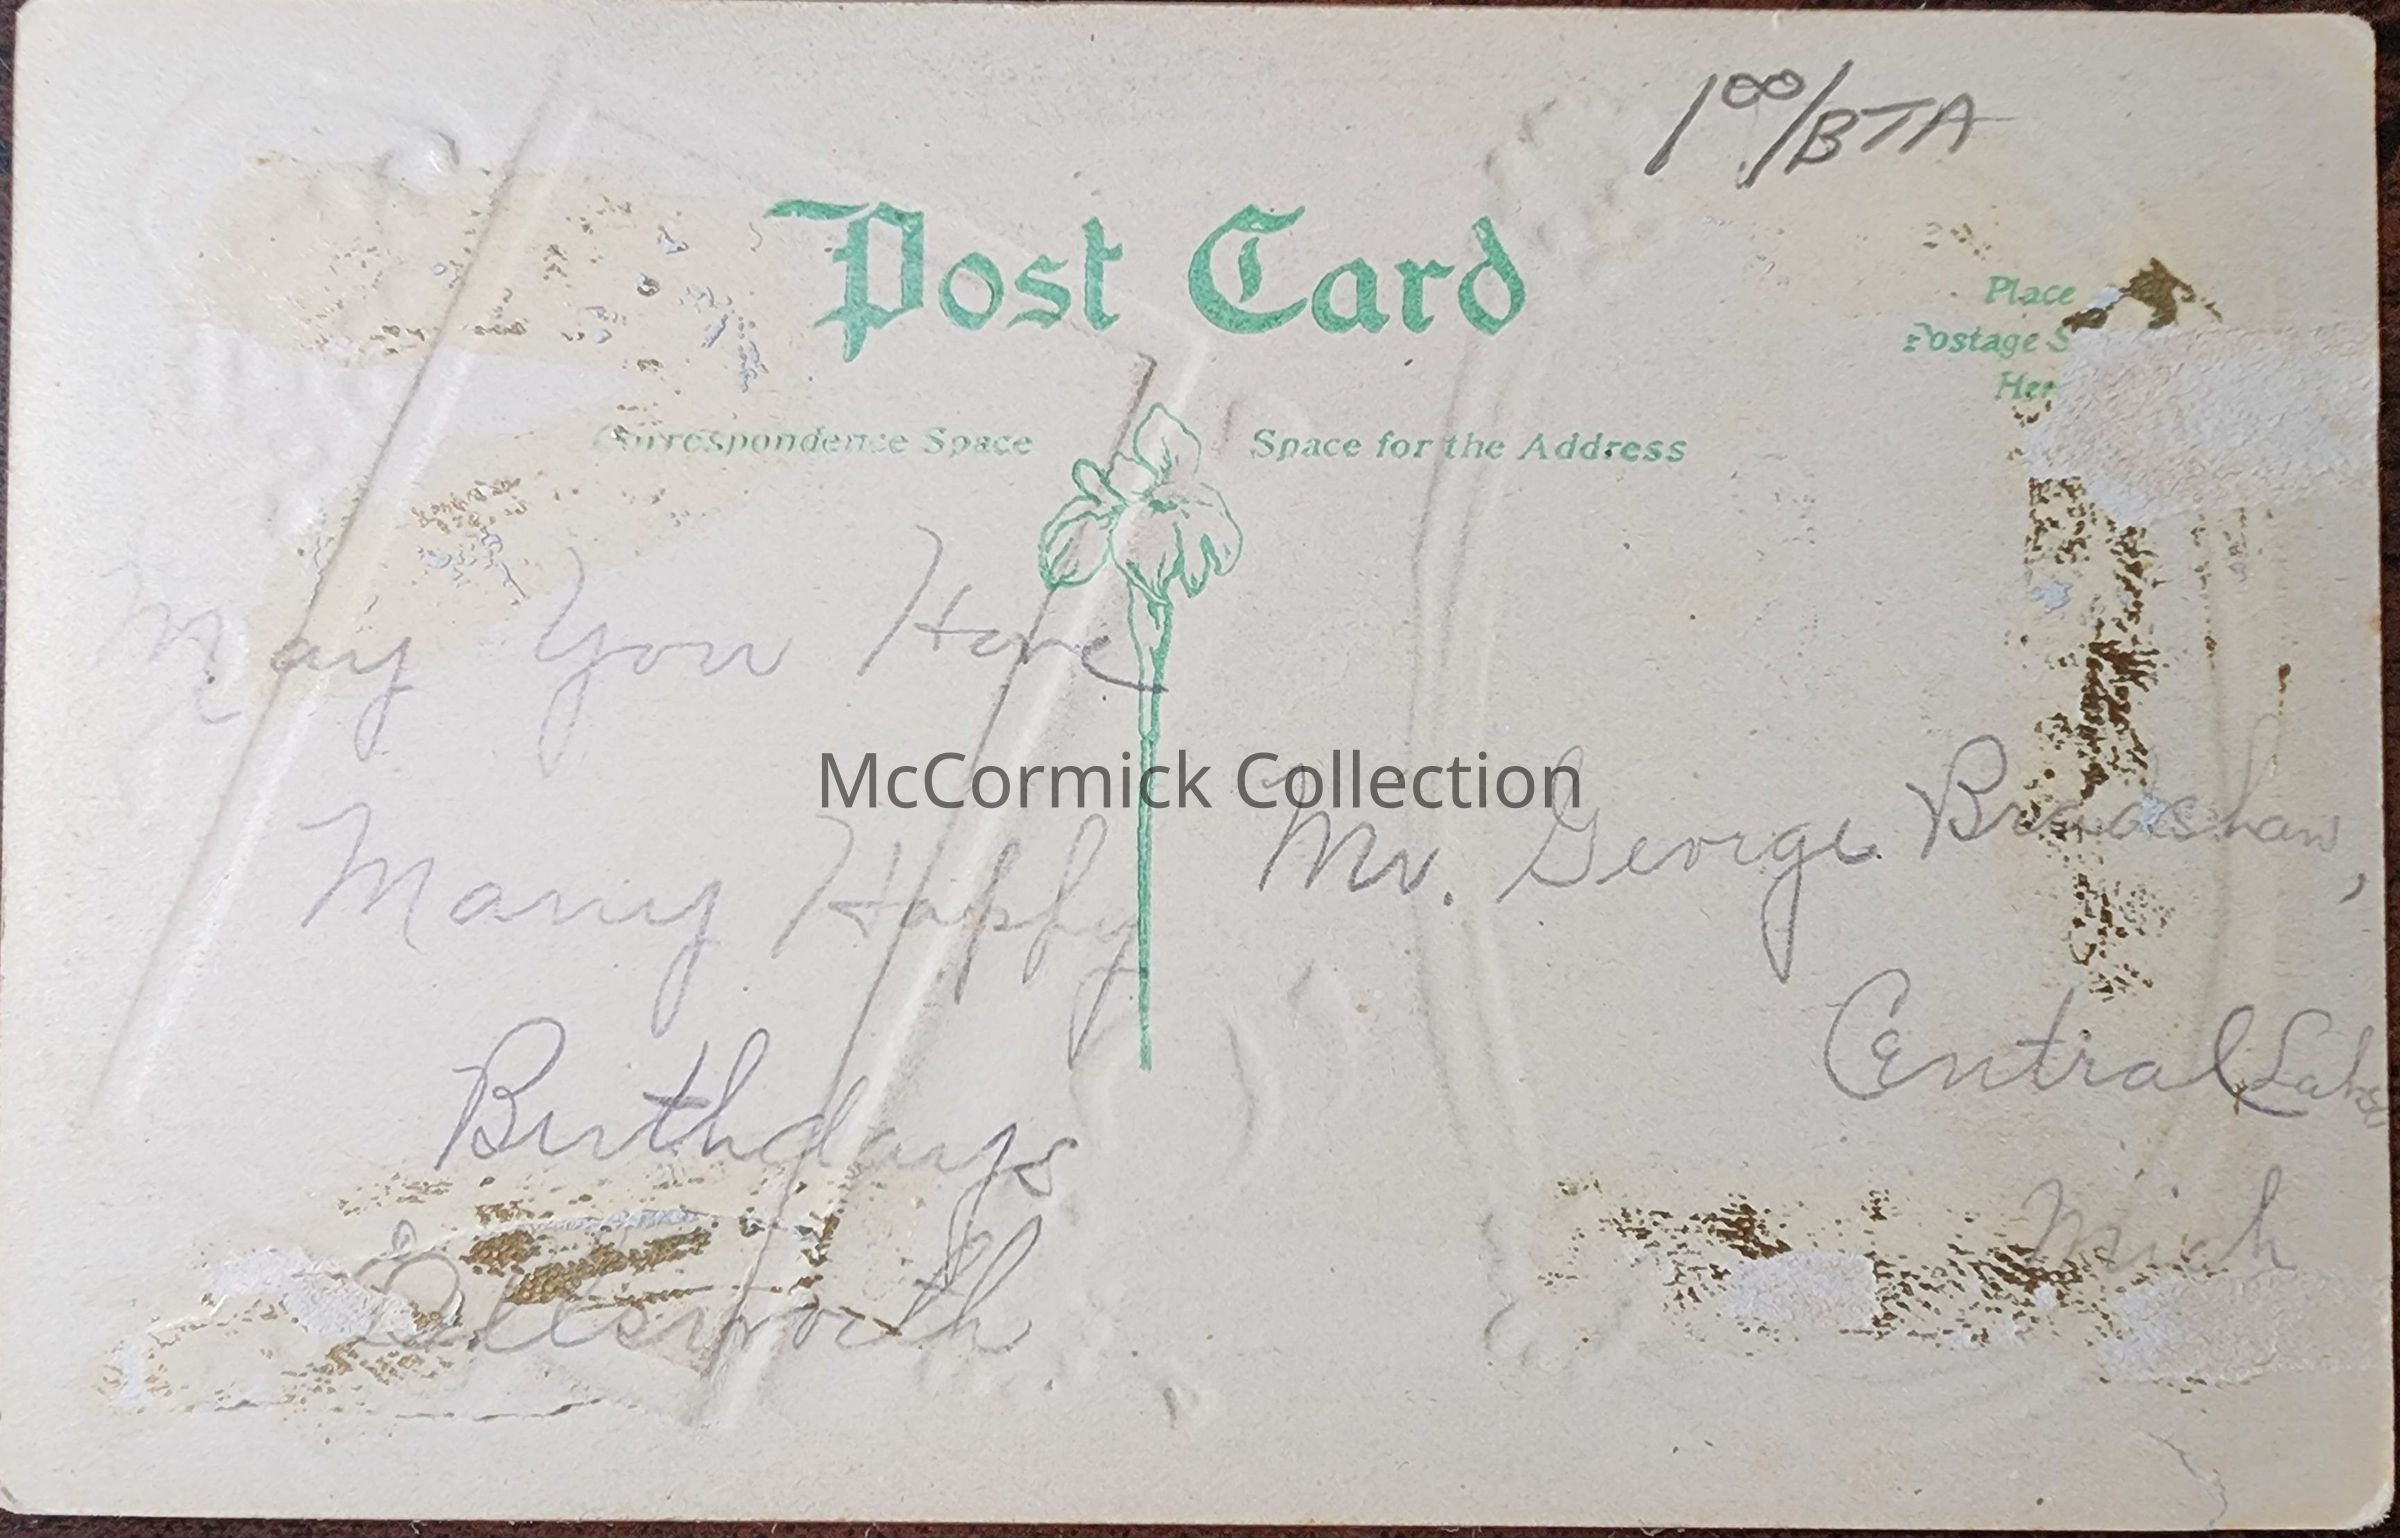 1⁰⁰/BTA
Post Card
Place
Postage S
Her
Correspondence Space
Space for the Address
May You Have
Many Happy
Birthdays
McCormick Collection
Mr. George Bradshaw,
Central Lake
Mich